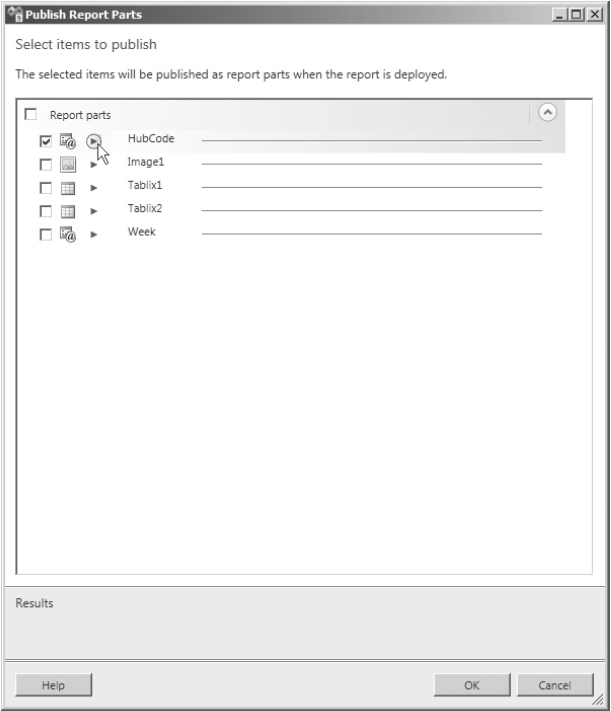 Publish Report Parts
Select items to publish
The selected items will be published as report parts when the report is deployed.
Report parts
HubCode
Image1
Tablix1
Tablix2
Week
Results
Help OK Cancel